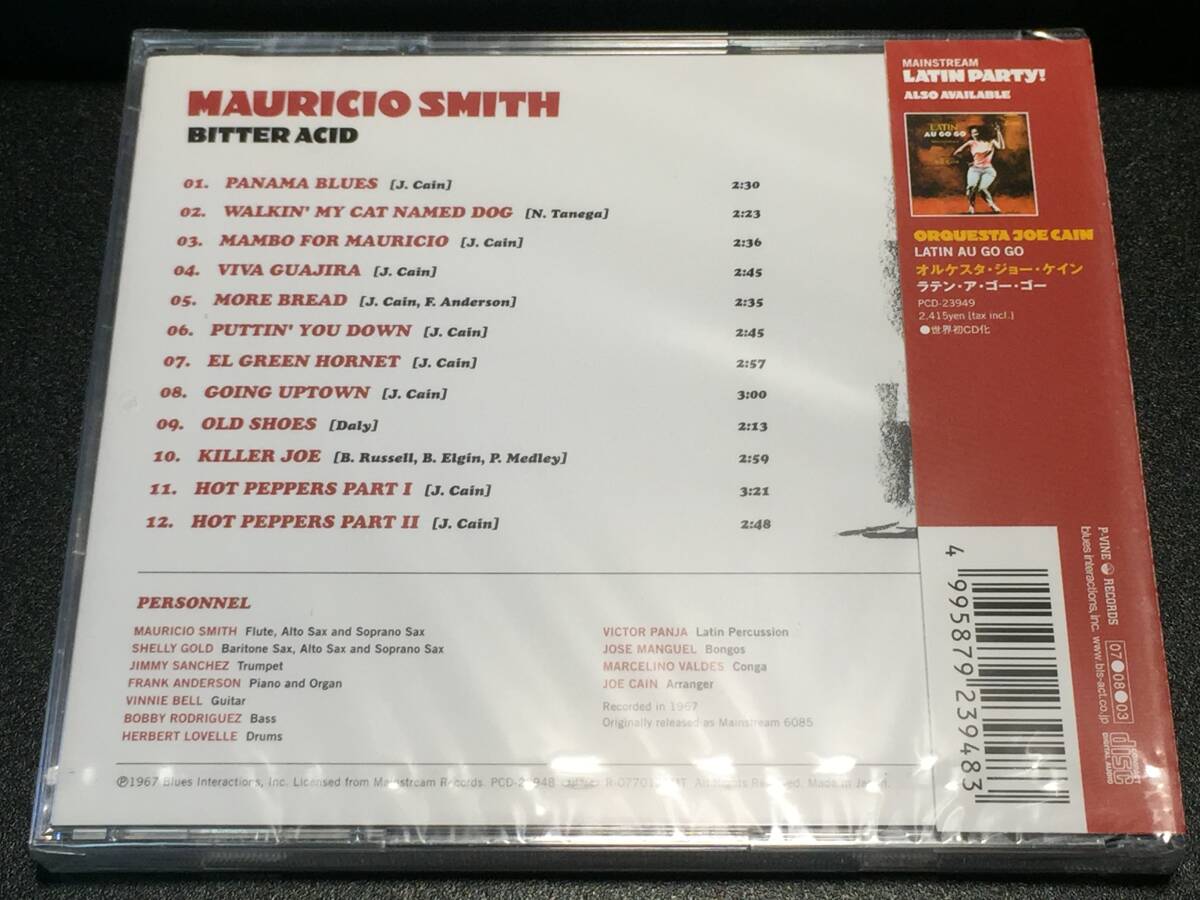 MAURICIO SMITH
BITTER ACID
01. PANAMA BLUES [J. Cain] 2:30
02. WALKIN' MY CAT NAMED DOG [N. Tanega] 2:23
03. MAMBO FOR MAURICIO [J. Cain] 2:36
04. VIVA GUAJIRA [J. Cain] 2:45
05. MORE BREAD [J. Cain, F. Anderson] 2:35
06. PUTTIN' YOU DOWN [J. Cain] 2:45
07. EL GREEN HORNET [J. Cain] 2:57
08. GOING UPTOWN [J. Cain] 3:00
09. OLD SHOES [Daly] 2:13
10. KILLER JOE [B. Russell, B. Elgin, P. Medley] 2:59
11. HOT PEPPERS PART I [J. Cain] 3:21
12. HOT PEPPERS PART II [J. Cain] 2:48
PERSONNEL
MAURICIO SMITH Flute, Alto Sax and Soprano Sax
SHELLY GOLD Baritone Sax, Alto Sax and Soprano Sax
JIMMY SANCHEZ Trumpet
FRANK ANDERSON Piano and Organ
VINNIE BELL Guitar
BOBBY RODRIGUEZ Bass
HERBERT LOVELLE Drums
VICTOR PANJA Latin Percussion
JOSE MANGUEL Bongos
MARCELINO VALDES Conga
JOE CAIN Arranger
Recorded in 1967
Originally released as Mainstream 6085
℗1967 Blues Interactions, Inc. Licensed from Mainstream Records. PCD-23948 All Rights Reserved. Made in Japan.
MAINSTREAM
LATIN PARTY!
ALSO AVAILABLE
LATIN
AU GO GO
ORQUESTA JOE CAIN
LATIN AU GO GO
オルケスタ・ジョー・ケイン
ラテン・ア・ゴー・ゴー
PCD-23949
2,415yen [tax incl.]
●世界初CD化
4 995879 239483
P-VINE RECORDS
blues interactions, inc. www.bls-act.co.jp
07●08●03
COMPACT
disc
DIGITAL AUDIO